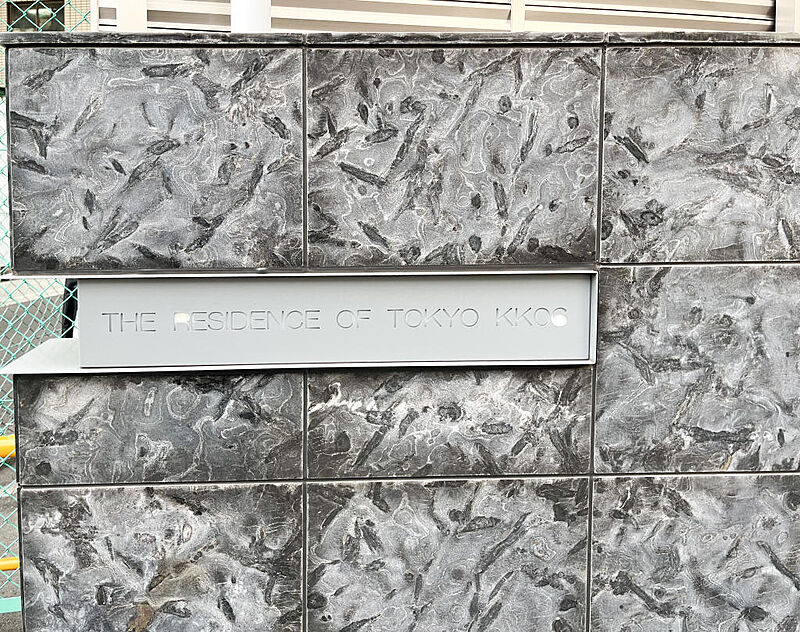 THE RESIDENCE OF TOKYO KK06